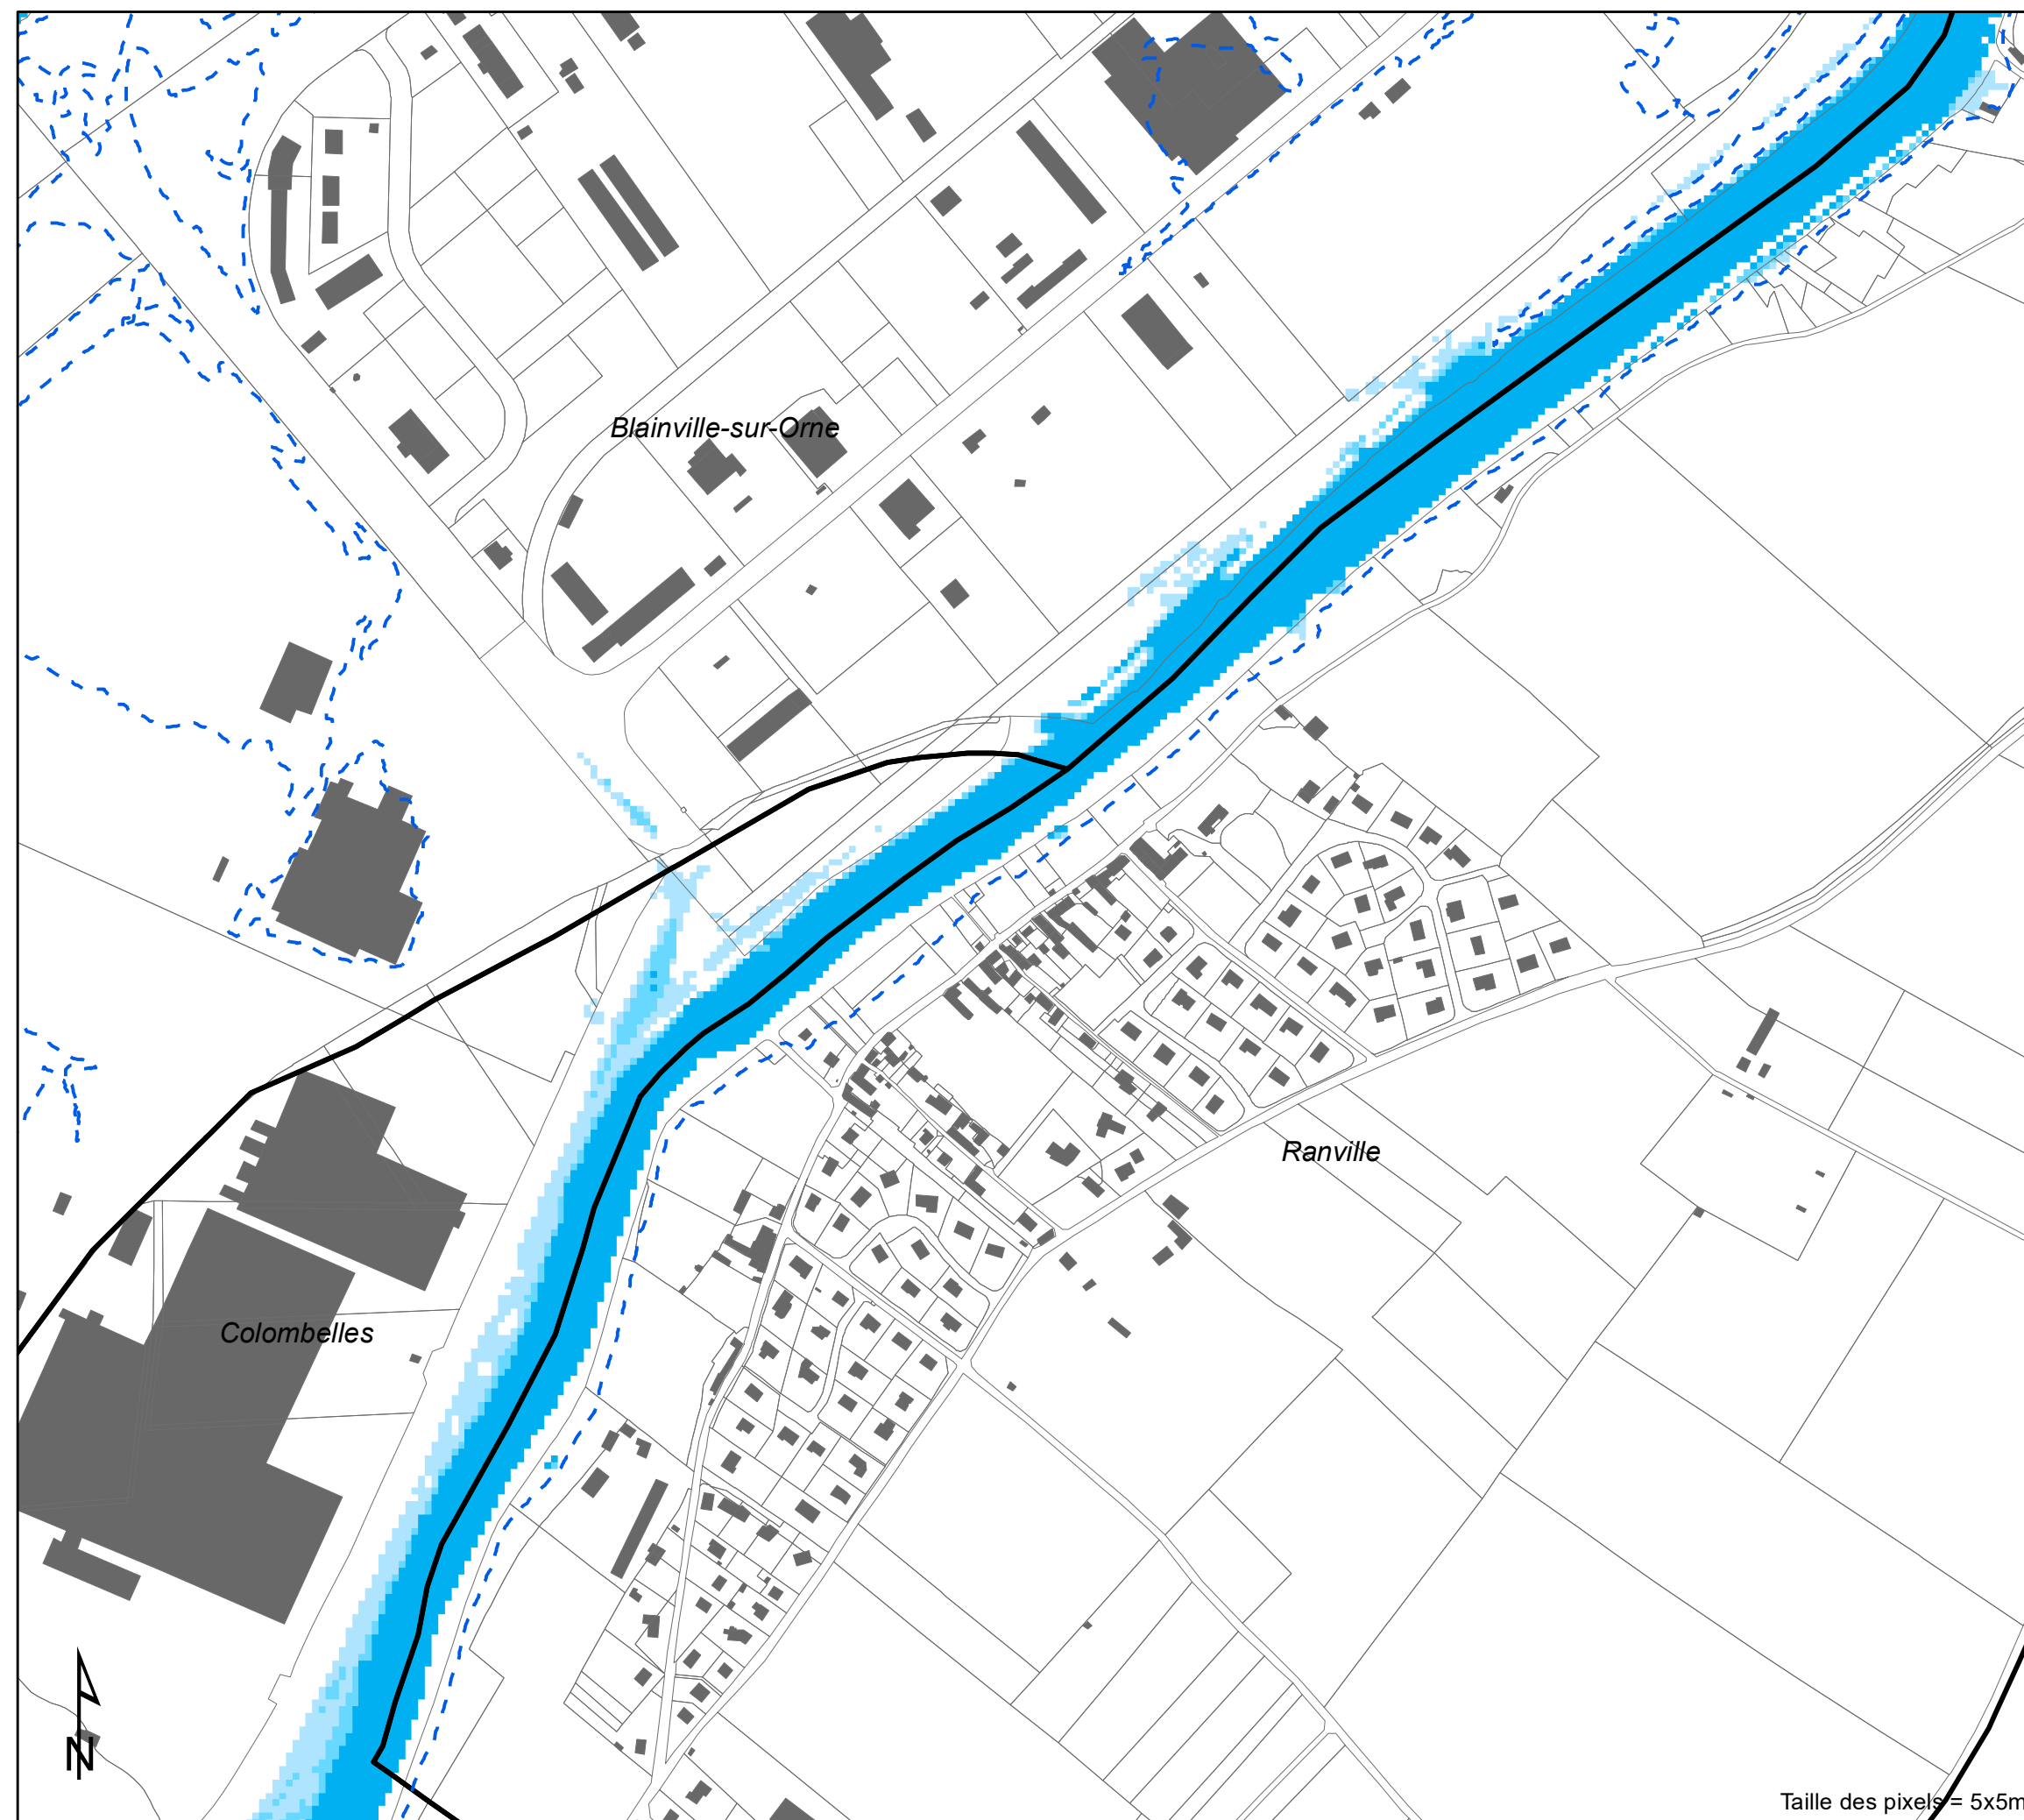 Blainville-sur-Orne
Ranville
Colombelles
N
Taille des pixels = 5x5m